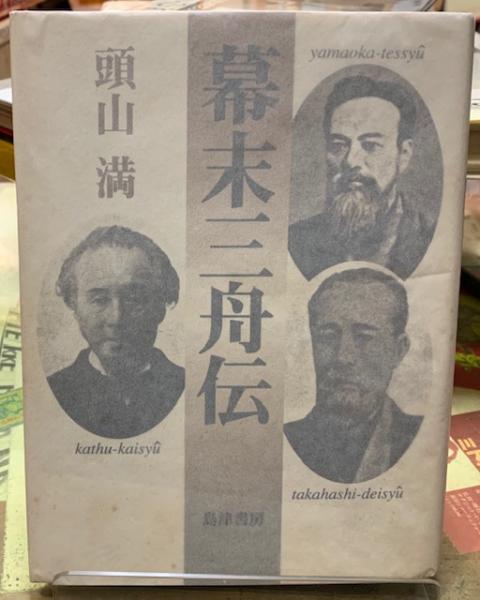 頭山 満
幕末三舟伝
yamaoka-tessyû
kathu-kaisyû
takahashi-deisyû
島津書房